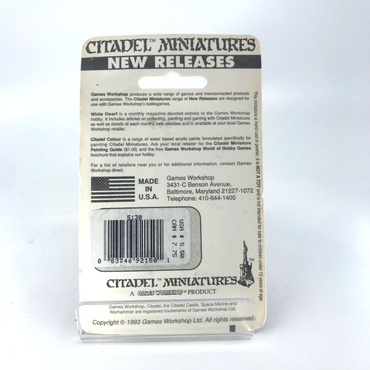 CITADEL™ MINIATURES
NEW RELEASES
Games Workshop produces a wide range of games and interconnected products
and accessories. The Citadel Miniatures range of New Releases are designed for
use with Games Workshop's battlegames.
White Dwarf is a monthly magazine devoted entirely to the Games Workshop
hobby. It includes articles on collecting, painting and gaming with Citadel Miniatures
as well as details of each months new releases and is available at your local Games
Workshop retailer.
Citadel Colour is a range of water based acrylic paints formulated specifically for
painting Citadel Miniatures. Ask your local retailer for the Citadel Miniatures
Painting Guide ($1.00) and the free Games Workshop World of Hobby Games
brochure that explains our hobby.
For a list of retailers near you or for additional information, contact Games
Workshop direct:
MADE
IN
U.S.A.
Games Workshop
3431-C Benson Avenue,
Baltimore, Maryland 21227-1072
Telephone: 410-644-1400
5130
CITADEL™ MINIATURES
A GAMES WORKSHOP PRODUCT
Games Workshop, Citadel, the Citadel Castle, Space Marine and
Warhammer are registered trademarks of Games Workshop Ltd
Copyright © 1993 Games Workshop Ltd. All rights reserved.